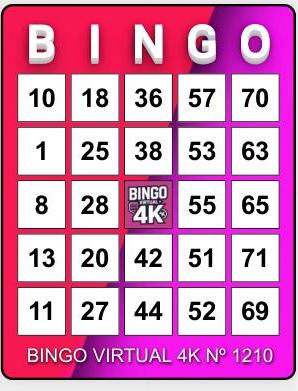 B I N G O
10 18 36 57 70
1 25 38 53 63
8 28 BINGO VIRTUAL 4K 55 65
13 20 42 51 71
11 27 44 52 69
BINGO VIRTUAL 4K Nº 1210